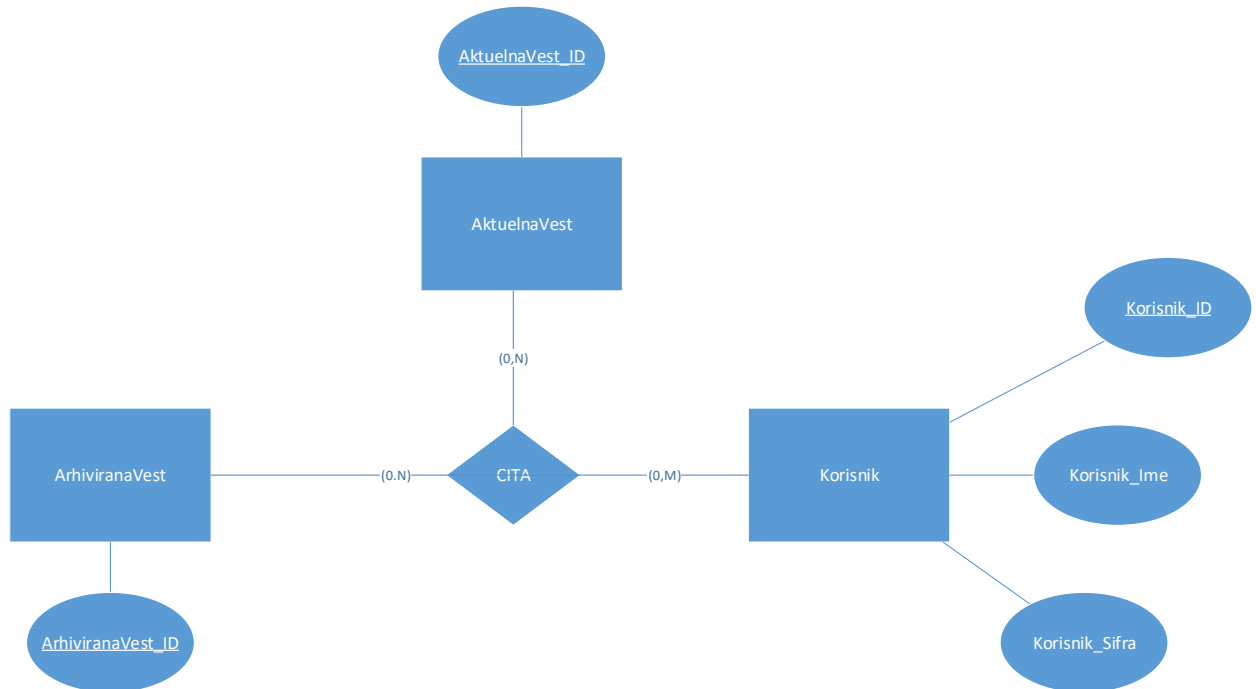 AktuelnaVest_ID
AktuelnaVest
Korisnik_ID
(0,N)
ArhiviranaVest
(0.N)
CITA
(0,M)
Korisnik
Korisnik_Ime
ArhiviranaVest_ID
Korisnik_Sifra